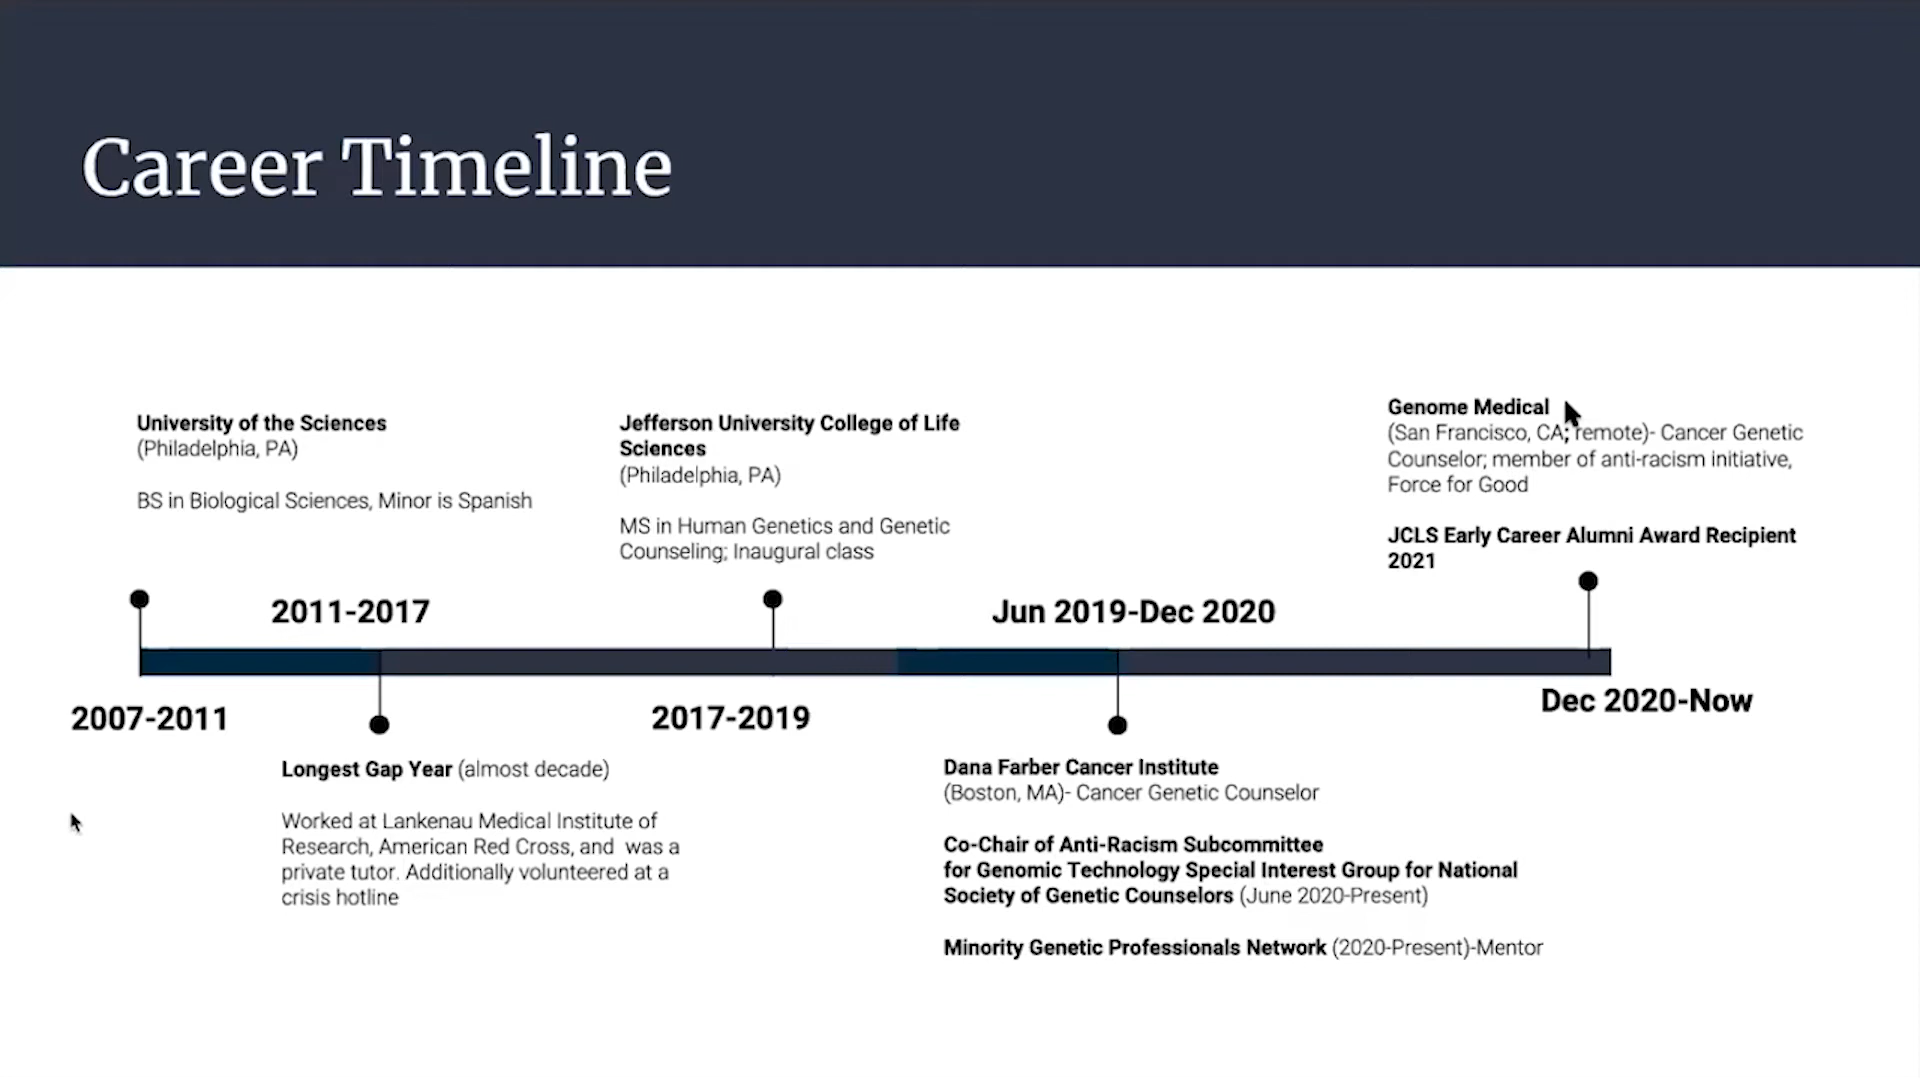 Career Timeline
University of the Sciences
(Philadelphia, PA)
BS in Biological Sciences, Minor is Spanish
Jefferson University College of Life
Sciences
(Philadelphia, PA)
MS in Human Genetics and Genetic
Counseling; Inaugural class
Genome Medical
(San Francisco, CA; remote)- Cancer Genetic
Counselor; member of anti-racism initiative,
Force for Good
JCLS Early Career Alumni Award Recipient
2021
2011-2017
Jun 2019-Dec 2020
2007-2011
2017-2019
Dec 2020-Now
Longest Gap Year (almost decade)
Worked at Lankenau Medical Institute of
Research, American Red Cross, and  was a
private tutor. Additionally volunteered at a
crisis hotline
Dana Farber Cancer Institute
(Boston, MA)- Cancer Genetic Counselor
Co-Chair of Anti-Racism Subcommittee
for Genomic Technology Special Interest Group for National
Society of Genetic Counselors (June 2020-Present)
Minority Genetic Professionals Network (2020-Present)-Mentor